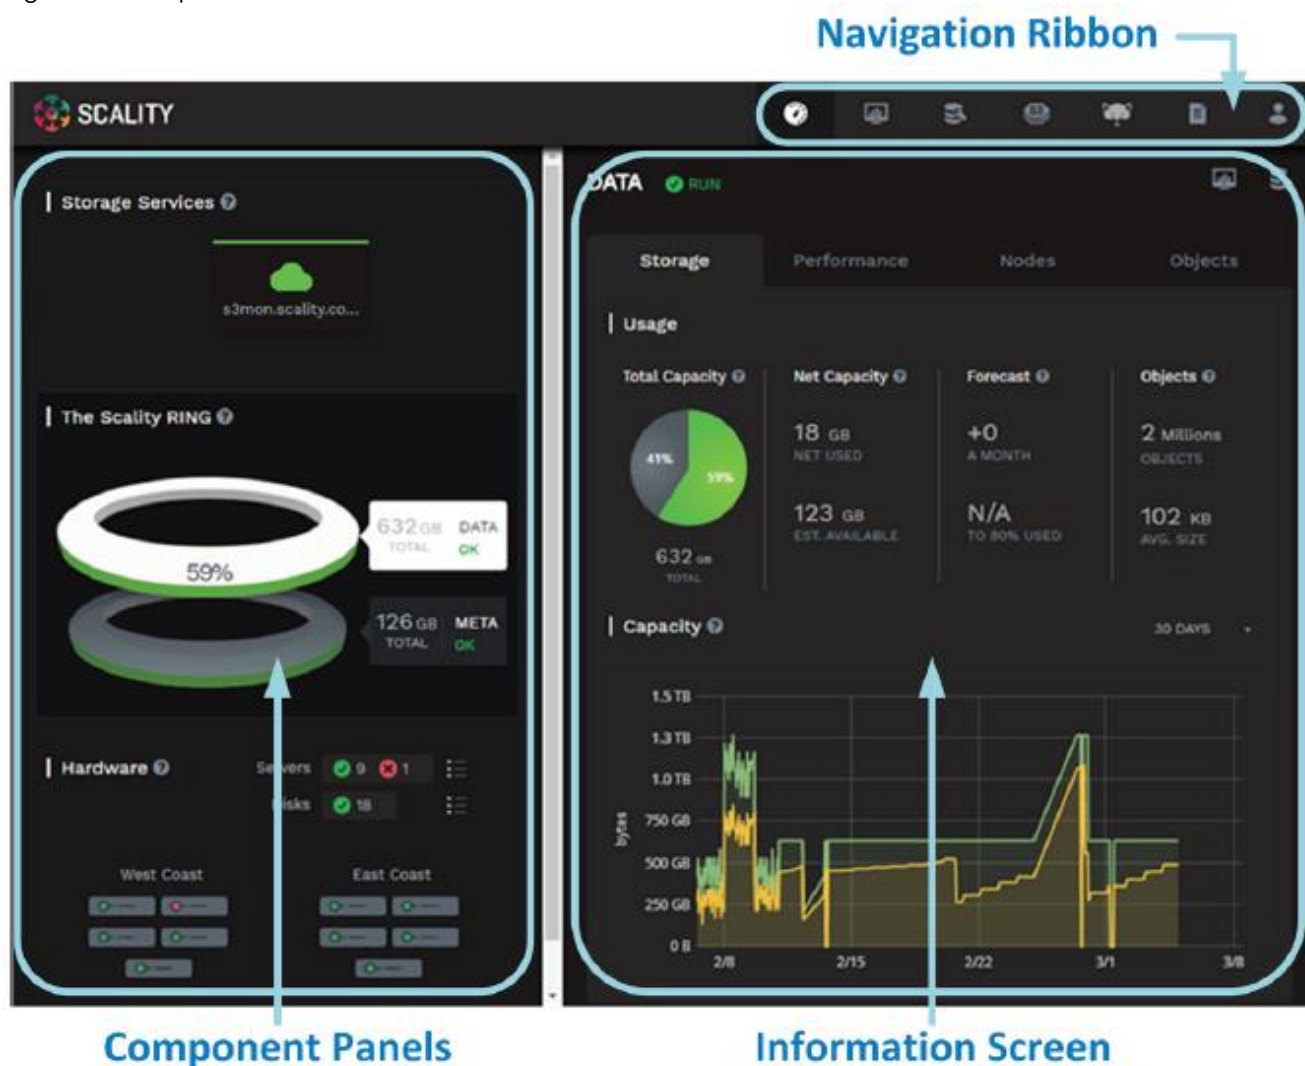 Navigation Ribbon
SCALITY
Storage Services
s3mon.scality.co...
The Scality RING
632 GB DATA
TOTAL OK
59%
126 GB META
TOTAL OK
Hardware
Servers 9 1
Disks 18
West Coast East Coast
DATA RUN
Storage Performance Nodes Objects
Usage
Total Capacity Net Capacity Forecast Objects
41%
59%
632 GB
TOTAL
18 GB
NET USED
123 GB
EST. AVAILABLE
+0
A MONTH
N/A
TO 80% USED
2 Millions
OBJECTS
102 KB
AVG. SIZE
Capacity 30 DAYS
bytes
1.5 TB
1.3 TB
1.0 TB
750 GB
500 GB
250 GB
0 B
2/8 2/15 2/22 3/1 3/8
Component Panels
Information Screen